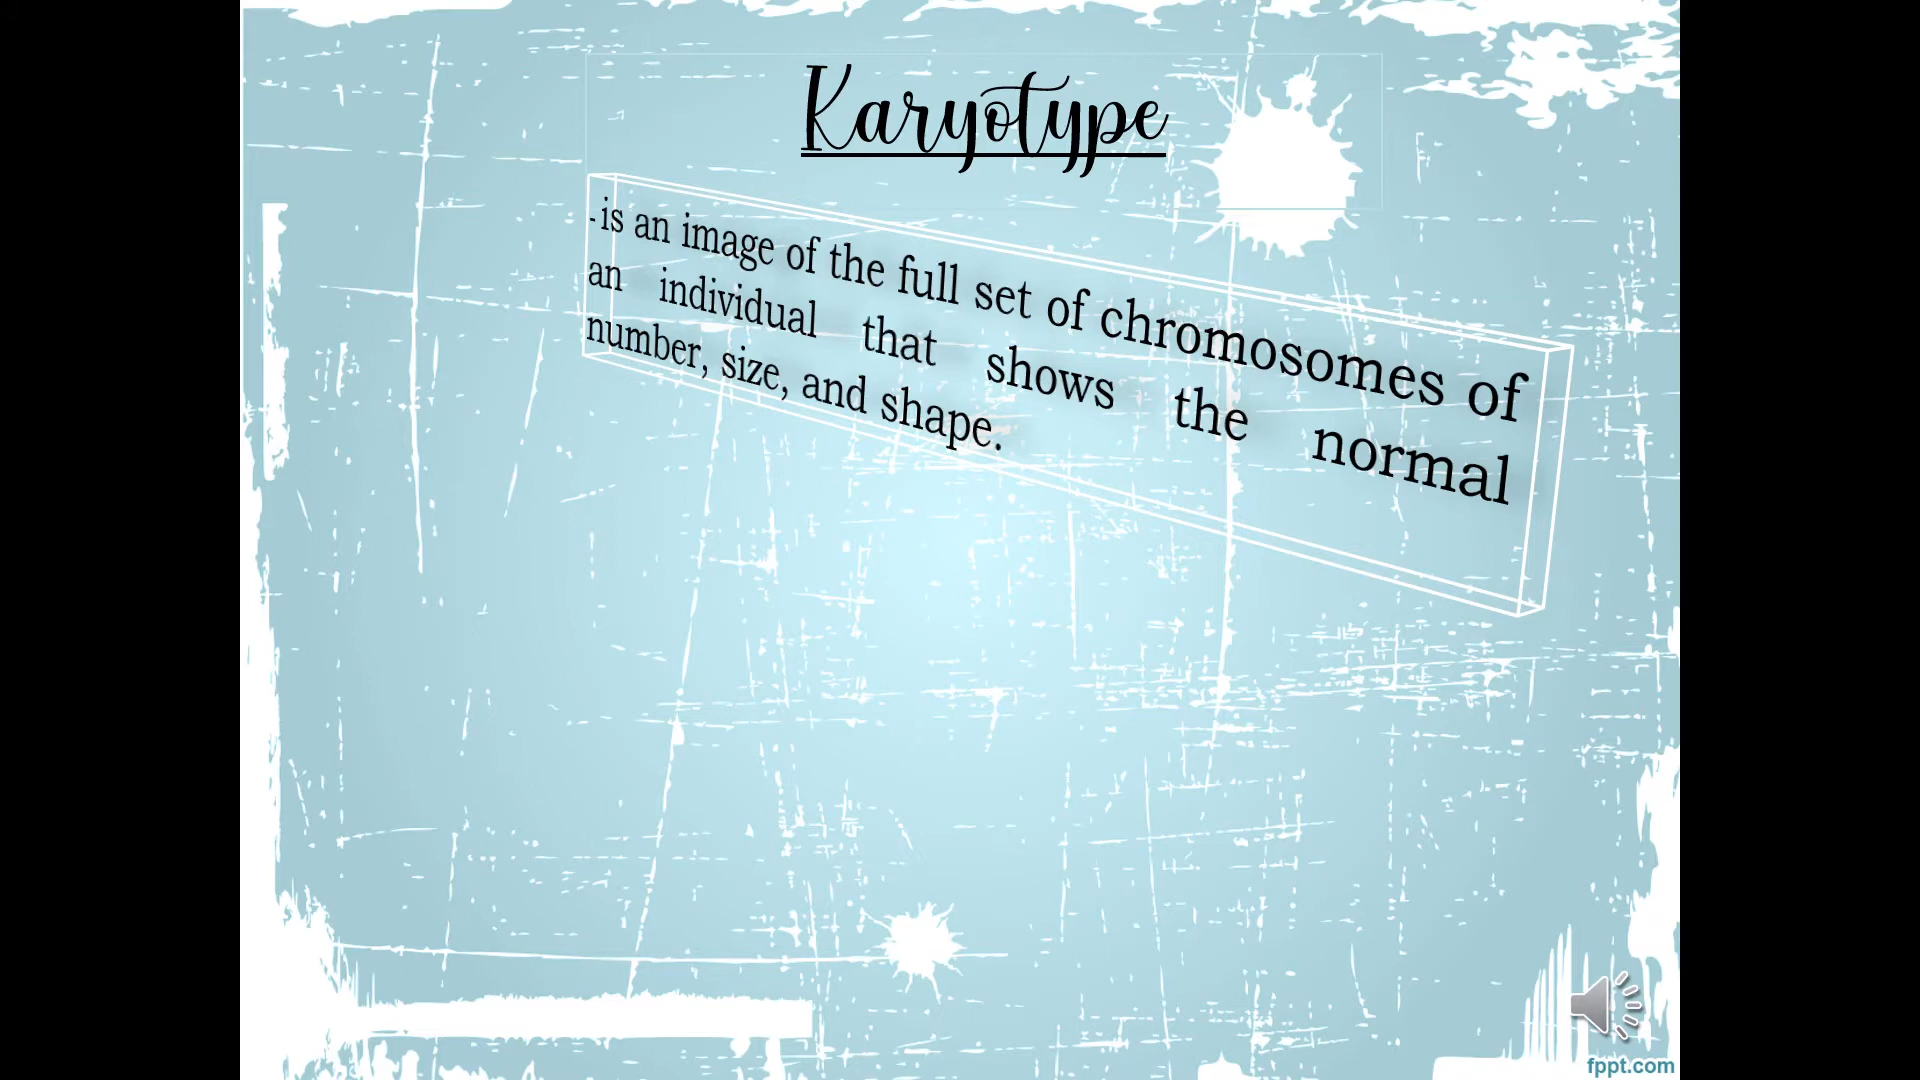 Karyotype
- is an image of the full set of chromosomes of
an individual that shows the normal
number, size, and shape.
fppt.com